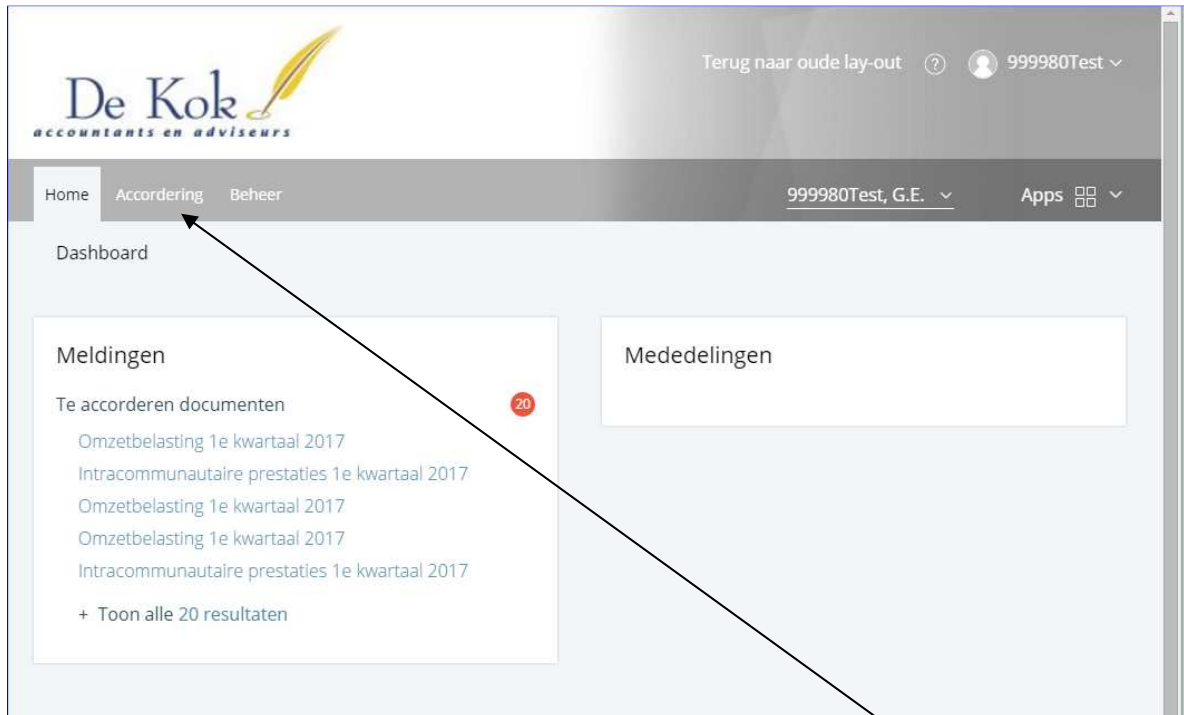 De Kok
accountants en adviseurs
Terug naar oude lay-out ? 999980Test
Home Accordering Beheer 999980Test, G.E. Apps
Dashboard
Meldingen
Te accorderen documenten 20
Omzetbelasting 1e kwartaal 2017
Intracommunautaire prestaties 1e kwartaal 2017
Omzetbelasting 1e kwartaal 2017
Omzetbelasting 1e kwartaal 2017
Intracommunautaire prestaties 1e kwartaal 2017
+ Toon alle 20 resultaten
Mededelingen